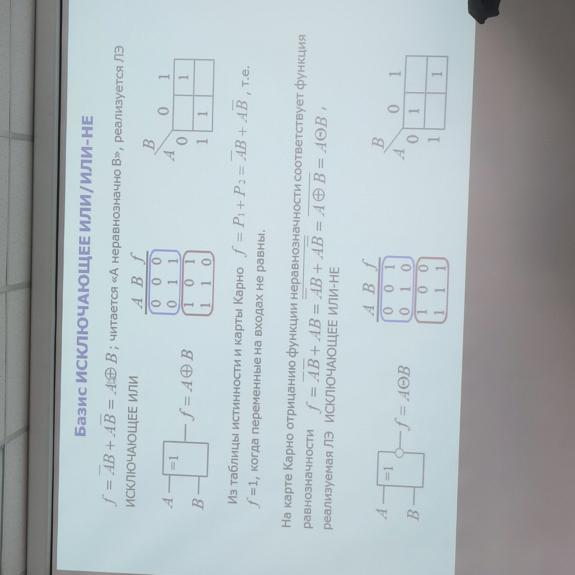 Базис ИСКЛЮЧАЮЩЕЕ ИЛИ/ИЛИ-НЕ
f = A̅B + AB̅ = A⊕B; читается «А неравнозначно В», реализуется ЛЭ
ИСКЛЮЧАЮЩЕЕ ИЛИ
A =1 B f = A⊕B
A B f
0 0 0
0 1 1
1 0 1
1 1 0
B
A 0 1
0 1
1 1
Из таблицы истинности и карты Карно f = P₁ + P₂ = A̅B + AB̅, т.е.
f=1, когда переменные на входах не равны.
На карте Карно отрицанию функции неравнозначности соответствует функция
равнозначности
реализуемая ЛЭ ИСКЛЮЧАЮЩЕЕ ИЛИ-НЕ
A =1 B f = AΘB
A B f
0 0 1
0 1 0
1 0 0
1 1 1
B
A 0 1
0 1
1 1